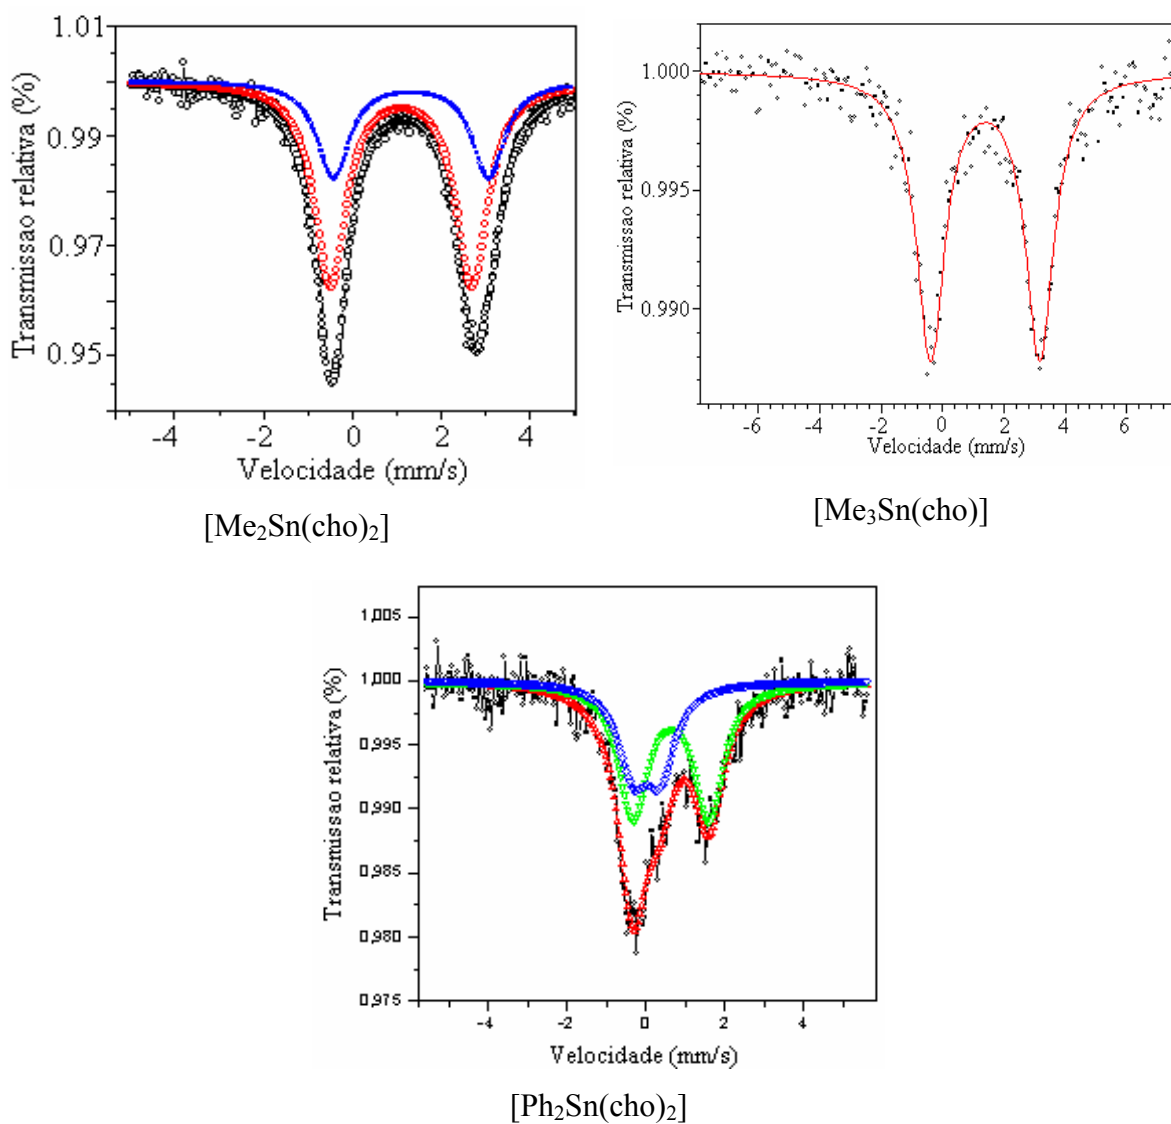 1.01
0.99
0.97
0.95
Transmissao relativa (%)
-4 -2 0 2 4
Velocidade (mm/s)
[Me₂Sn(cho)₂]
1.000
0.995
0.990
Transmissao relativa (%)
-6 -4 -2 0 2 4 6
Velocidade (mm/s)
[Me₃Sn(cho)]
1,005
1,000
0,995
0,990
0,985
0,980
0,975
Transmissao relativa (%)
-4 -2 0 2 4
Velocidade (mm/s)
[Ph₂Sn(cho)₂]